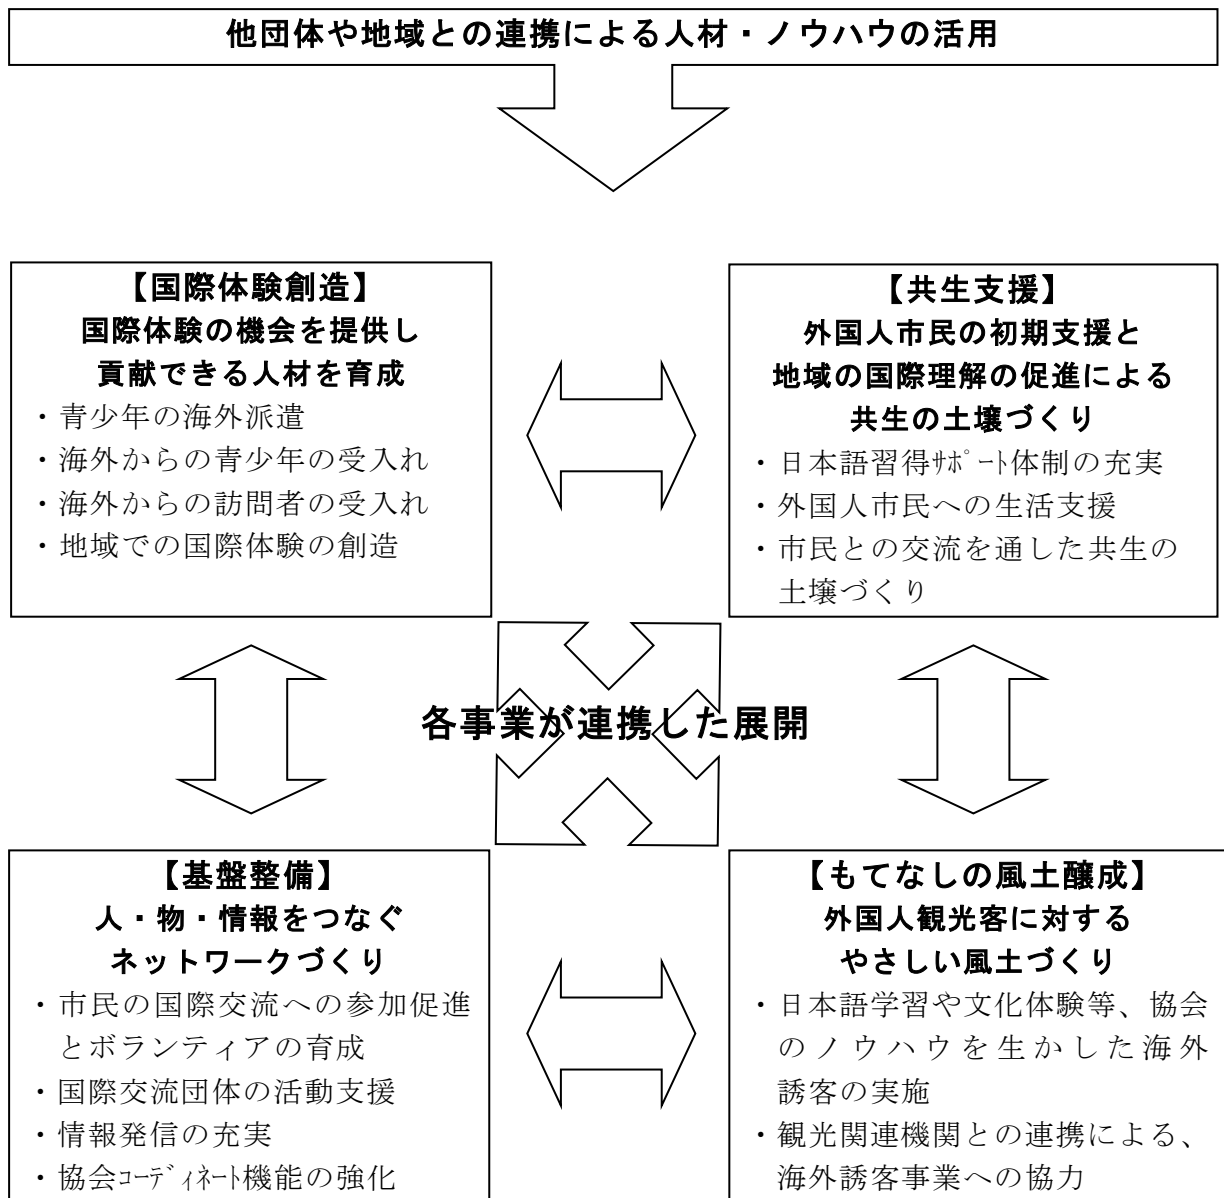 他団体や地域との連携による人材・ノウハウの活用
【国際体験創造】
国際体験の機会を提供し
貢献できる人材を育成
・青少年の海外派遣
・海外からの青少年の受入れ
・海外からの訪問者の受入れ
・地域での国際体験の創造
【共生支援】
外国人市民の初期支援と
地域の国際理解の促進による
共生の土壌づくり
・日本語習得ｻﾎﾟｰﾄ体制の充実
・外国人市民への生活支援
・市民との交流を通した共生の
土壌づくり
各事業が連携した展開
【基盤整備】
人・物・情報をつなぐ
ネットワークづくり
・市民の国際交流への参加促進
とボランティアの育成
・国際交流団体の活動支援
・情報発信の充実
・協会ｺｰﾃﾞｨﾈｰﾄ機能の強化
【もてなしの風土醸成】
外国人観光客に対する
やさしい風土づくり
・日本語学習や文化体験等、協会
のノウハウを生かした海外
誘客の実施
・観光関連機関との連携による、
海外誘客事業への協力